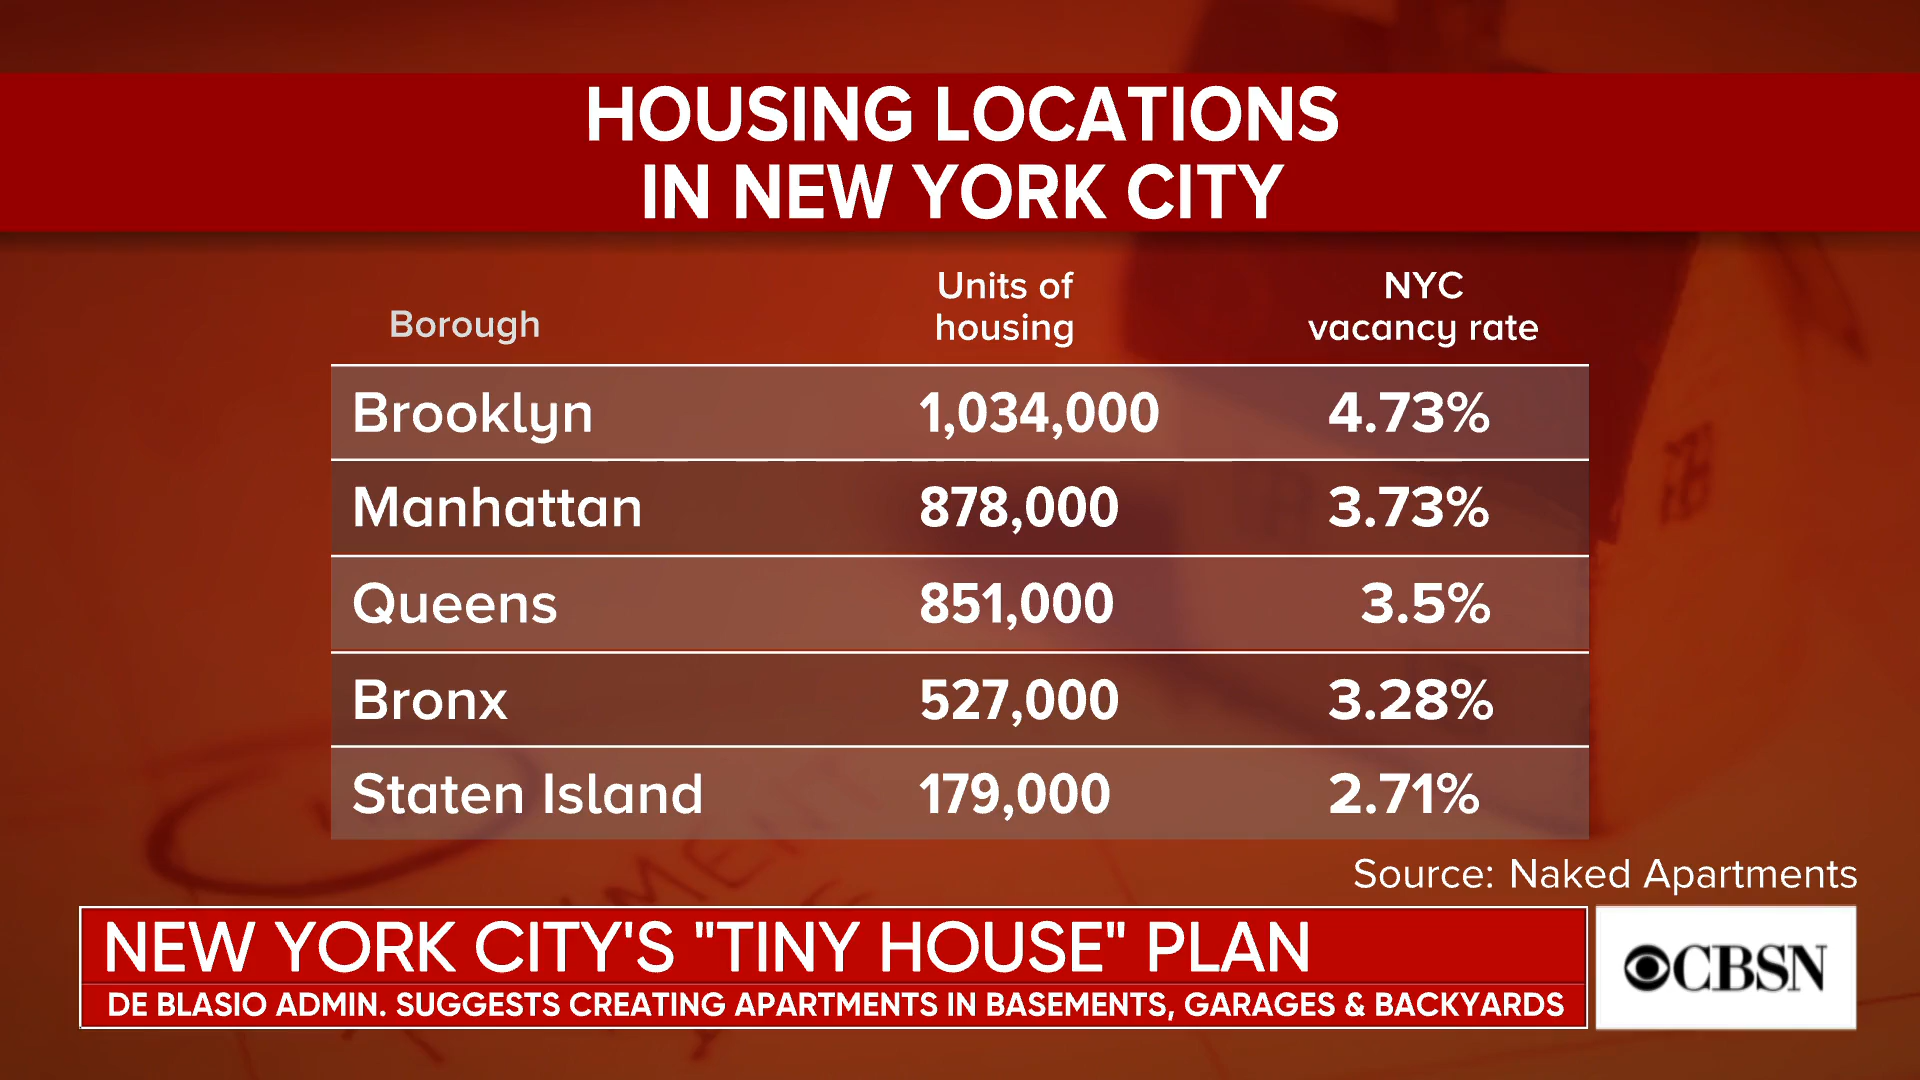 HOUSING LOCATIONS
IN NEW YORK CITY
Borough Units of housing NYC vacancy rate
Brooklyn 1,034,000 4.73%
Manhattan 878,000 3.73%
Queens 851,000 3.5%
Bronx 527,000 3.28%
Staten Island 179,000 2.71%
Source: Naked Apartments
NEW YORK CITY'S "TINY HOUSE" PLAN
DE BLASIO ADMIN. SUGGESTS CREATING APARTMENTS IN BASEMENTS, GARAGES & BACKYARDS
CBSN